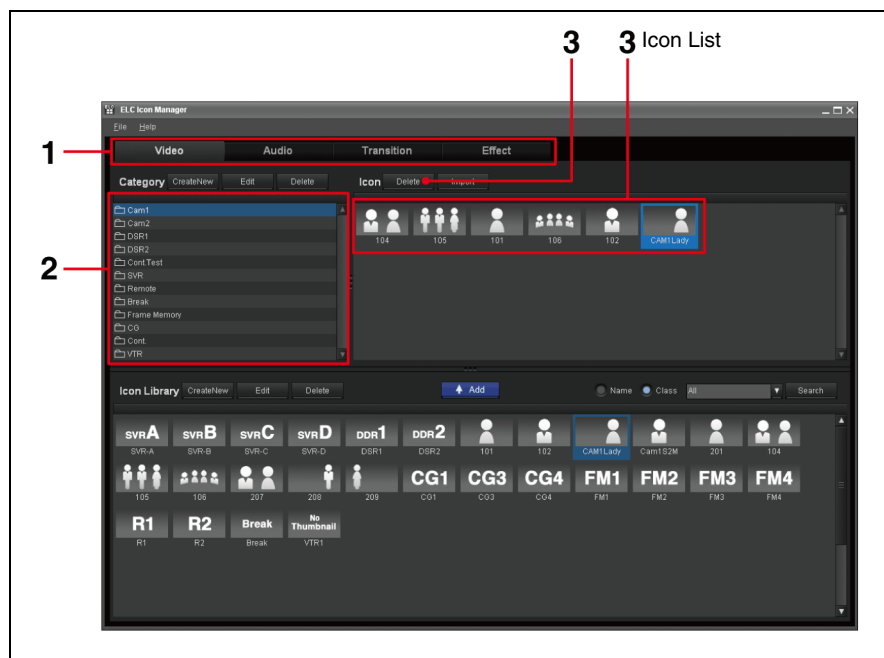 3
3 Icon List
ELC Icon Manager
File Help
1
Video Audio Transition Effect
Category CreateNew Edit Delete
Icon Delete Import
2
Cam1
Cam2
DSR1
DSR2
Cont.Test
SVR
Remote
Break
Frame Memory
CG
Cont.
VTR
104 105 101 106 102 CAM1Lady
Icon Library CreateNew Edit Delete Add Name Class All Search
SVRA SVRB SVRC SVRD DDR1 DDR2
SVR-A SVR-B SVR-C SVR-D DSR1 DSR2 101 102 CAM1Lady Cam1S2M 201 104
CG1 CG3 CG4 FM1 FM2 FM3 FM4
105 106 207 208 209 CG1 CG3 CG4 FM1 FM2 FM3 FM4
R1 R2 Break No Thumbnail
R1 R2 Break VTR1